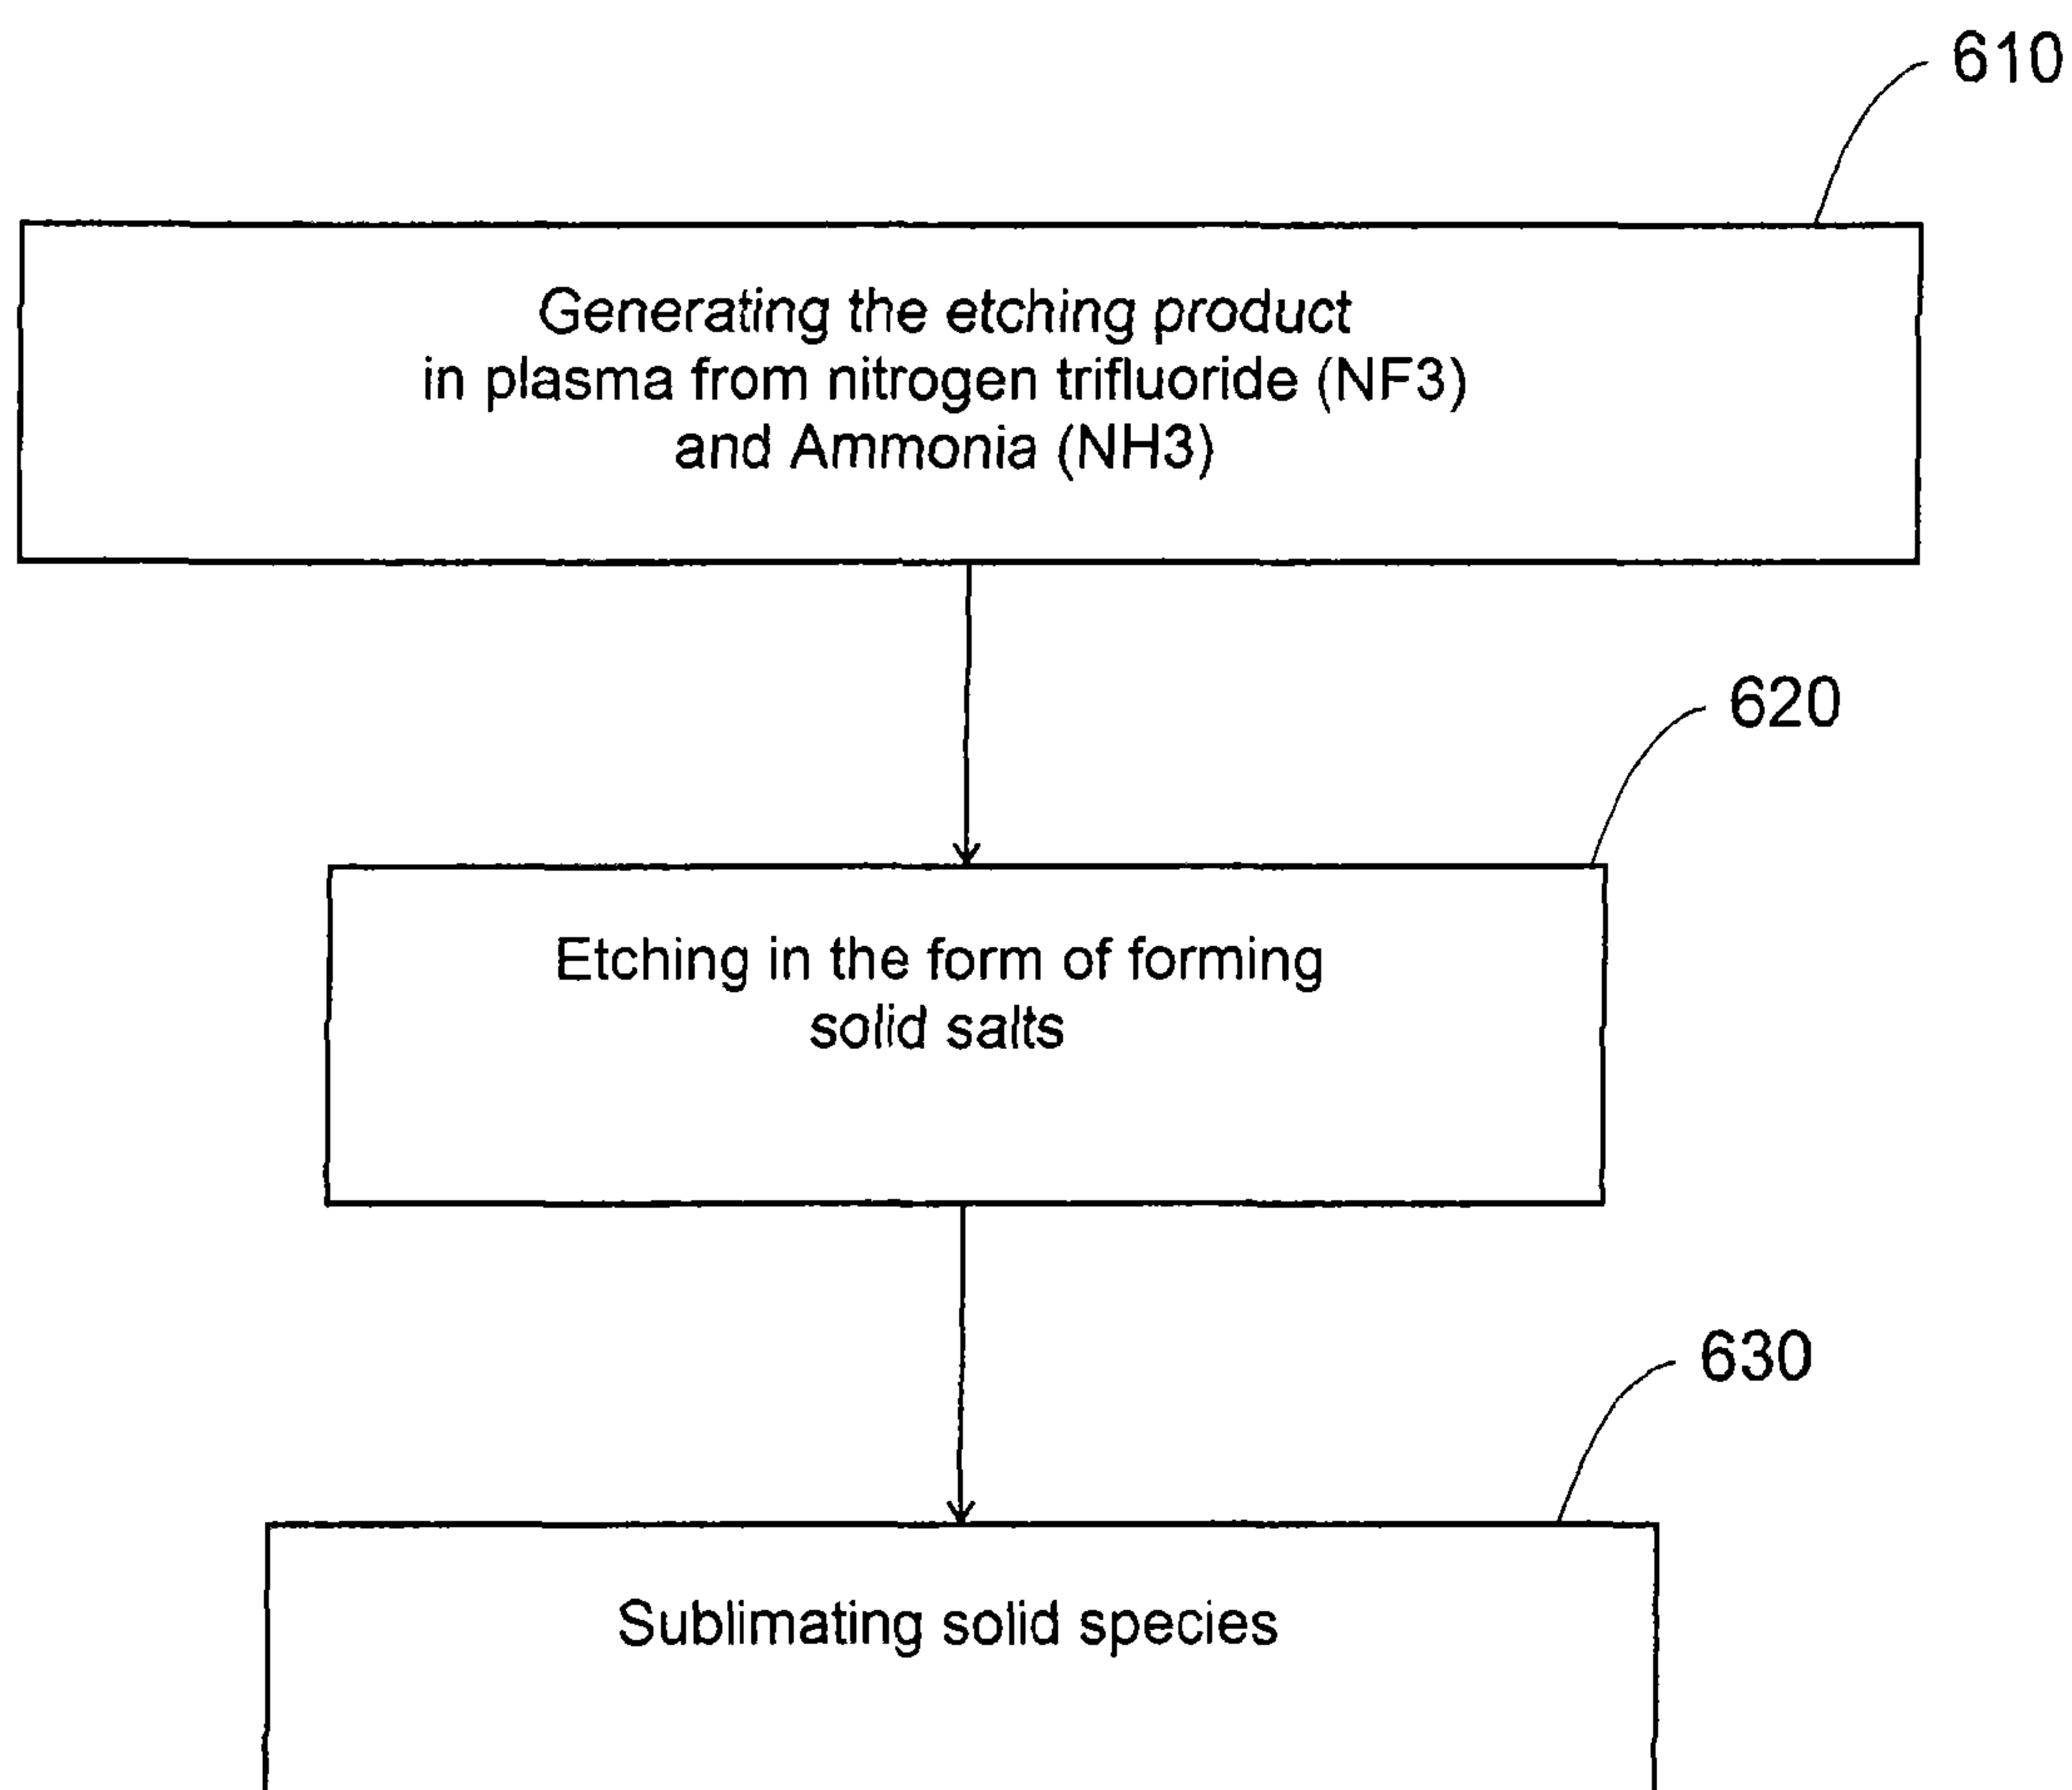 610
Generating the etching product
in plasma from nitrogen trifluoride (NF3)
and Ammonia (NH3)
620
Etching in the form of forming
solid salts
630
Sublimating solid species